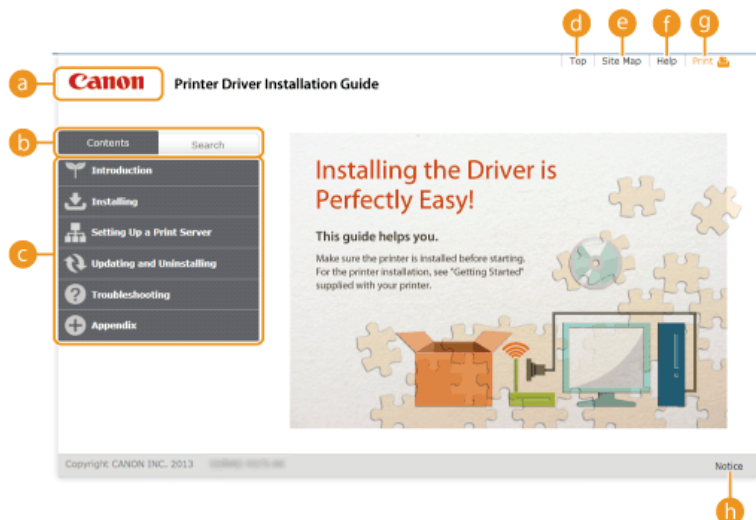 d e f g
Top Site Map Help Print
a Canon Printer Driver Installation Guide
b Contents Search
c
Introduction
Installing
Setting Up a Print Server
Updating and Uninstalling
Troubleshooting
Appendix
Installing the Driver is
Perfectly Easy!
This guide helps you.
Make sure the printer is installed before starting.
For the printer installation, see "Getting Started"
supplied with your printer.
Copyright CANON INC. 2013
Notice
h